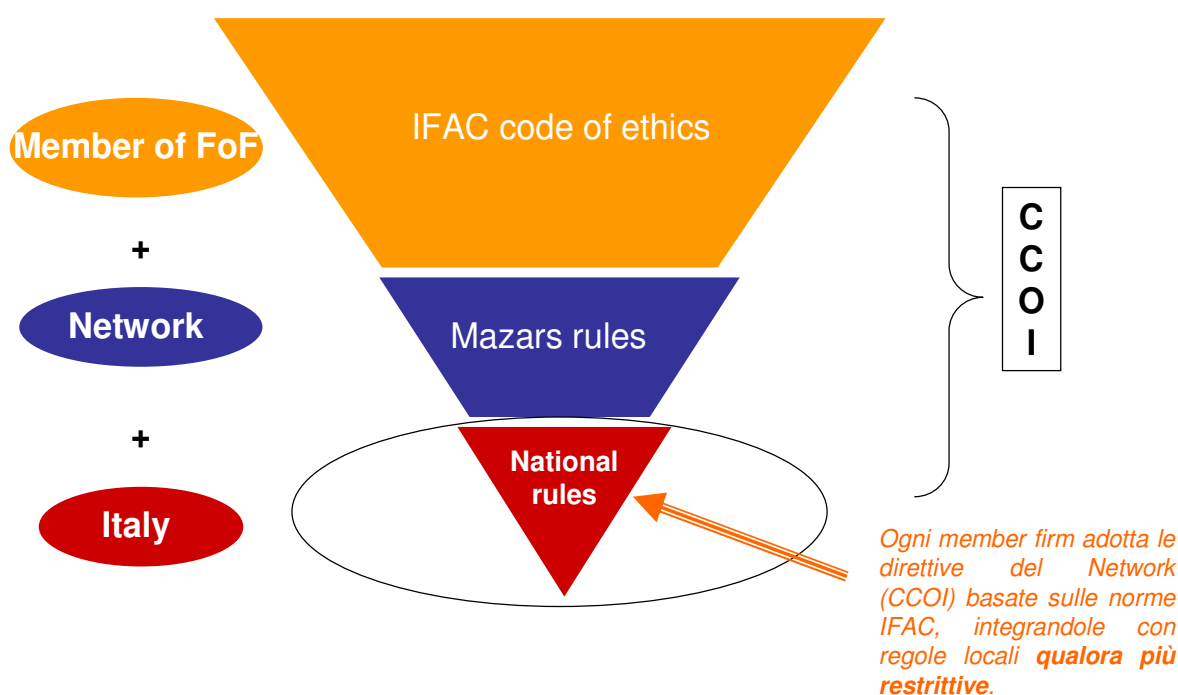 IFAC code of ethics
Member of FoF
+
Network
Mazars rules
+
National
rules
Italy
C
C
O
I
Ogni member firm adotta le
direttive del Network
(CCOI) basate sulle norme
IFAC, integrandole con
regole locali qualora più
restrittive.